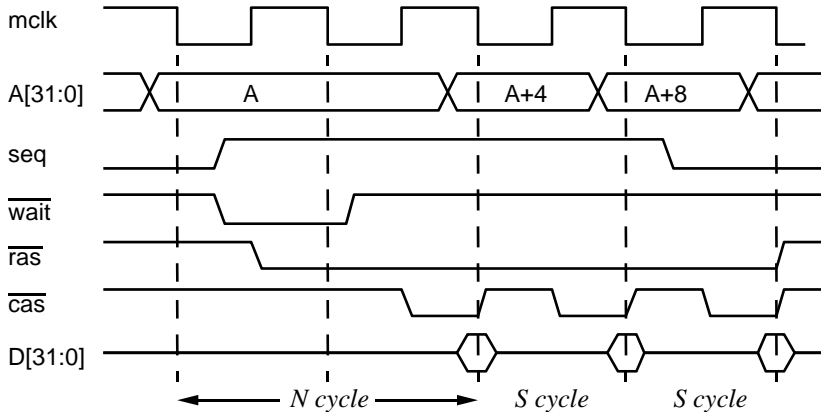 mclk
A[31:0] A A+4 A+8
seq
wait
ras
cas
D[31:0]
N cycle S cycle S cycle